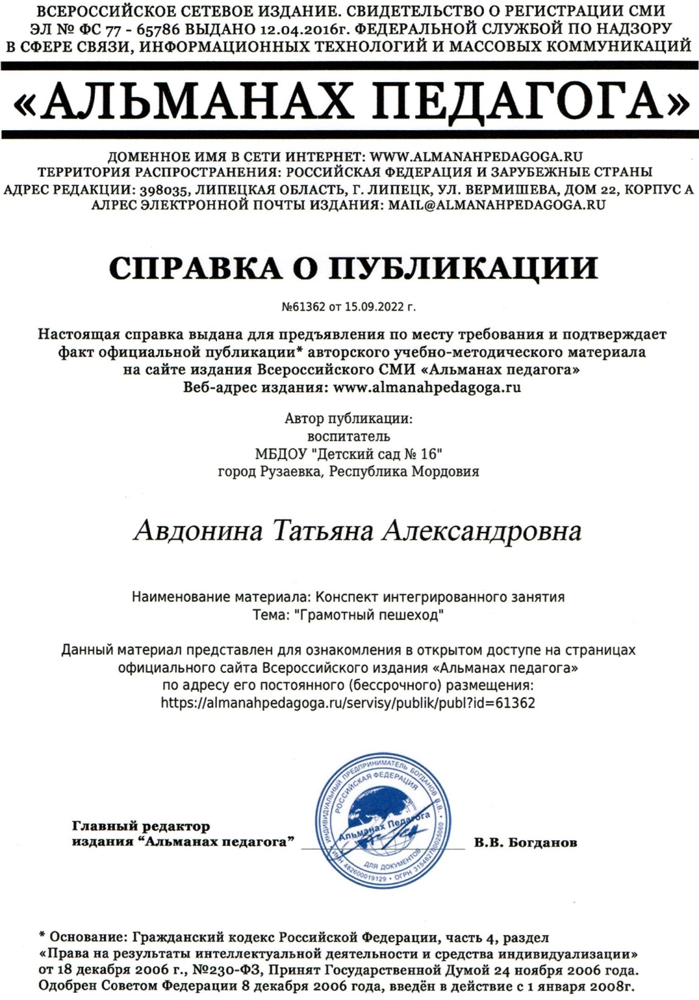 ВСЕРОССИЙСКОЕ СЕТЕВОЕ ИЗДАНИЕ. СВИДЕТЕЛЬСТВО О РЕГИСТРАЦИИ СМИ
ЭЛ № ФС 77 - 65786 ВЫДАНО 12.04.2016г. ФЕДЕРАЛЬНОЙ СЛУЖБОЙ ПО НАДЗОРУ
В СФЕРЕ СВЯЗИ, ИНФОРМАЦИОННЫХ ТЕХНОЛОГИЙ И МАССОВЫХ КОММУНИКАЦИЙ
«АЛЬМАНАХ ПЕДАГОГА»
ДОМЕННОЕ ИМЯ В СЕТИ ИНТЕРНЕТ: WWW.ALMANAHPEDAGOGA.RU
ТЕРРИТОРИЯ РАСПРОСТРАНЕНИЯ: РОССИЙСКАЯ ФЕДЕРАЦИЯ И ЗАРУБЕЖНЫЕ СТРАНЫ
АДРЕС РЕДАКЦИИ: 398035, ЛИПЕЦКАЯ ОБЛАСТЬ, Г. ЛИПЕЦК, УЛ. ВЕРМИШЕВА, ДОМ 22, КОРПУС А
АЛРЕС ЭЛЕКТРОННОЙ ПОЧТЫ ИЗДАНИЯ: MAIL@ALMANAHPEDAGOGA.RU
СПРАВКА О ПУБЛИКАЦИИ
№61362 от 15.09.2022 г.
Настоящая справка выдана для предъявления по месту требования и подтверждает
факт официальной публикации* авторского учебно-методического материала
на сайте издания Всероссийского СМИ «Альманах педагога»
Веб-адрес издания: www.almanahpedagoga.ru
Автор публикации:
воспитатель
МБДОУ "Детский сад № 16"
город Рузаевка, Республика Мордовия
Авдонина Татьяна Александровна
Наименование материала: Конспект интегрированного занятия
Тема: "Грамотный пешеход"
Данный материал представлен для ознакомления в открытом доступе на страницах
официального сайта Всероссийского издания «Альманах педагога»
по адресу его постоянного (бессрочного) размещения:
https://almanahpedagoga.ru/servisy/publik/publ?id=61362
ИНДИВИДУАЛЬНЫЙ ПРЕДПРИНИМАТЕЛЬ БОГДАНОВ В.В.
РОССИЙСКАЯ ФЕДЕРАЦИЯ
Альманах Педагога
ДЛЯ ДОКУМЕНТОВ
• ИНН 482600019129 • ОГРН 315482700025060 •
Главный редактор
издания “Альманах педагога” В.В. Богданов
* Основание: Гражданский кодекс Российской Федерации, часть 4, раздел
«Права на результаты интеллектуальной деятельности и средства индивидуализации»
от 18 декабря 2006 г., №230-ФЗ, Принят Государственной Думой 24 ноября 2006 года.
Одобрен Советом Федерации 8 декабря 2006 года, введён в действие с 1 января 2008г.